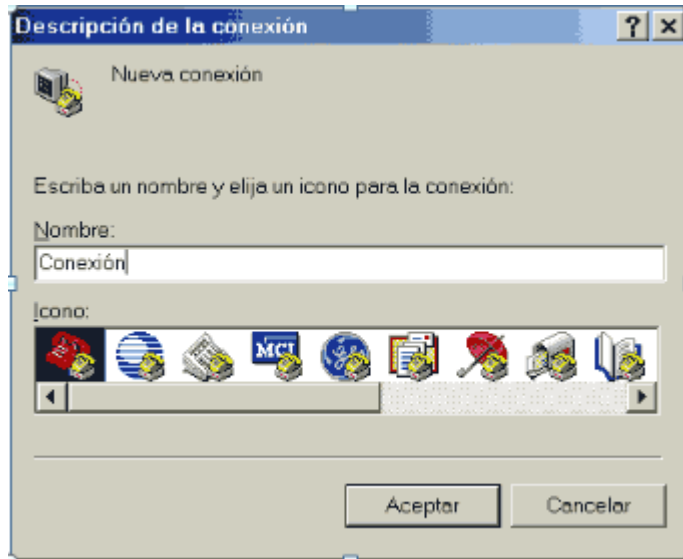 Descripción de la conexión
Nueva conexión
Escriba un nombre y elija un icono para la conexión:
Nombre:
Conexión
Icono:
MCI
Aceptar
Cancelar